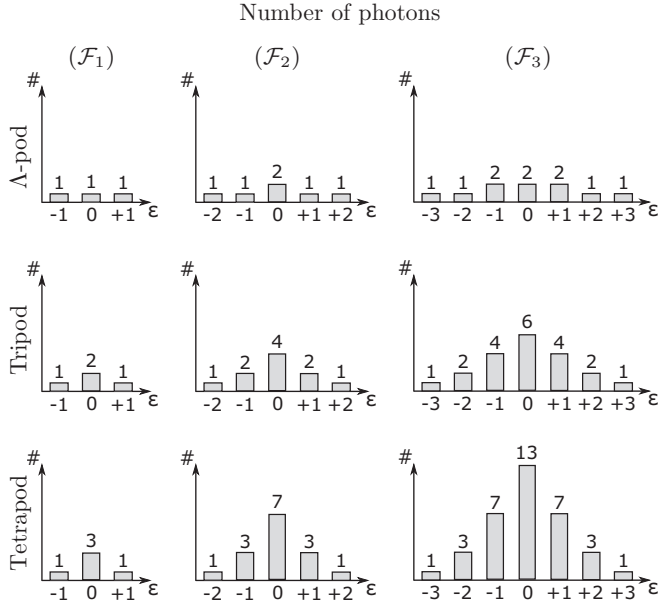 Number of photons
(𝓕₁) (𝓕₂) (𝓕₃)
Λ-pod
# # #
1 1 1 1 1 2 1 1 1 1 2 2 2 1 1
-1 0 +1 ε -2 -1 0 +1 +2 ε -3 -2 -1 0 +1 +2 +3 ε
Tripod
# # #
1 2 1 1 2 4 2 1 1 2 4 6 4 2 1
-1 0 +1 ε -2 -1 0 +1 +2 ε -3 -2 -1 0 +1 +2 +3 ε
Tetrapod
# # #
1 3 1 1 3 7 3 1 1 3 7 13 7 3 1
-1 0 +1 ε -2 -1 0 +1 +2 ε -3 -2 -1 0 +1 +2 +3 ε